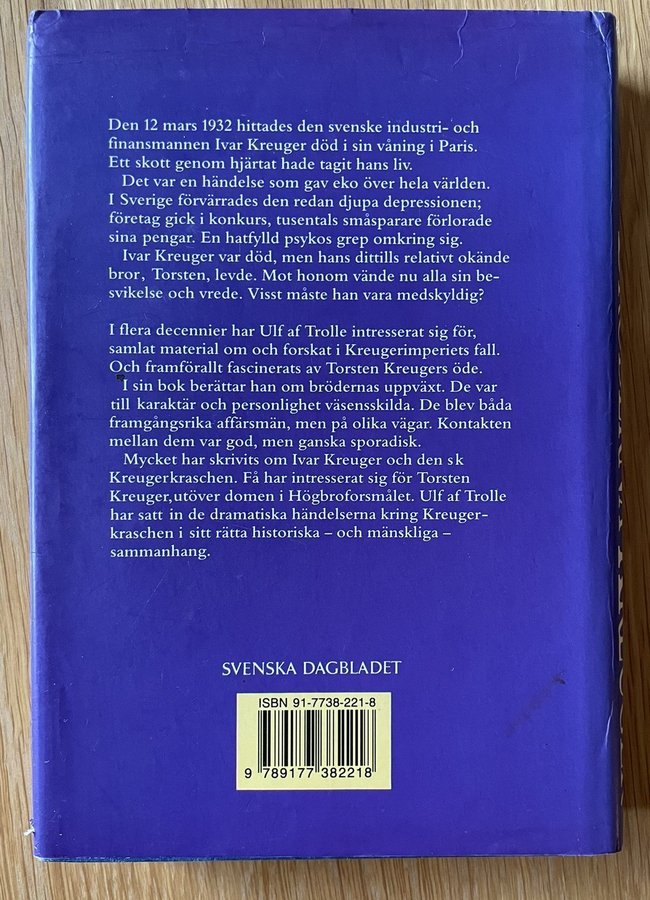 Den 12 mars 1932 hittades den svenske industri- och
finansmannen Ivar Kreuger död i sin våning i Paris.
Ett skott genom hjärtat hade tagit hans liv.
Det var en händelse som gav eko över hela världen.
I Sverige förvärrades den redan djupa depressionen;
företag gick i konkurs, tusentals småsparare förlorade
sina pengar. En hatfylld psykos grep omkring sig.
Ivar Kreuger var död, men hans dittills relativt okände
bror, Torsten, levde. Mot honom vände nu alla sin be-
svikelse och vrede. Visst måste han vara medskyldig?
I flera decennier har Ulf af Trolle intresserat sig för,
samlat material om och forskat i Kreugerimperiets fall.
Och framförallt fascinerats av Torsten Kreugers öde.
I sin bok berättar han om brödernas uppväxt. De var
till karaktär och personlighet väsensskilda. De blev båda
framgångsrika affärsmän, men på olika vägar. Kontakten
mellan dem var god, men ganska sporadisk.
Mycket har skrivits om Ivar Kreuger och den s k
Kreugerkraschen. Få har intresserat sig för Torsten
Kreuger,utöver domen i Högbroforsmålet. Ulf af Trolle
har satt in de dramatiska händelserna kring Kreuger-
kraschen i sitt rätta historiska – och mänskliga –
sammanhang.
SVENSKA DAGBLADET
ISBN 91-7738-221-8
9 789177 382218